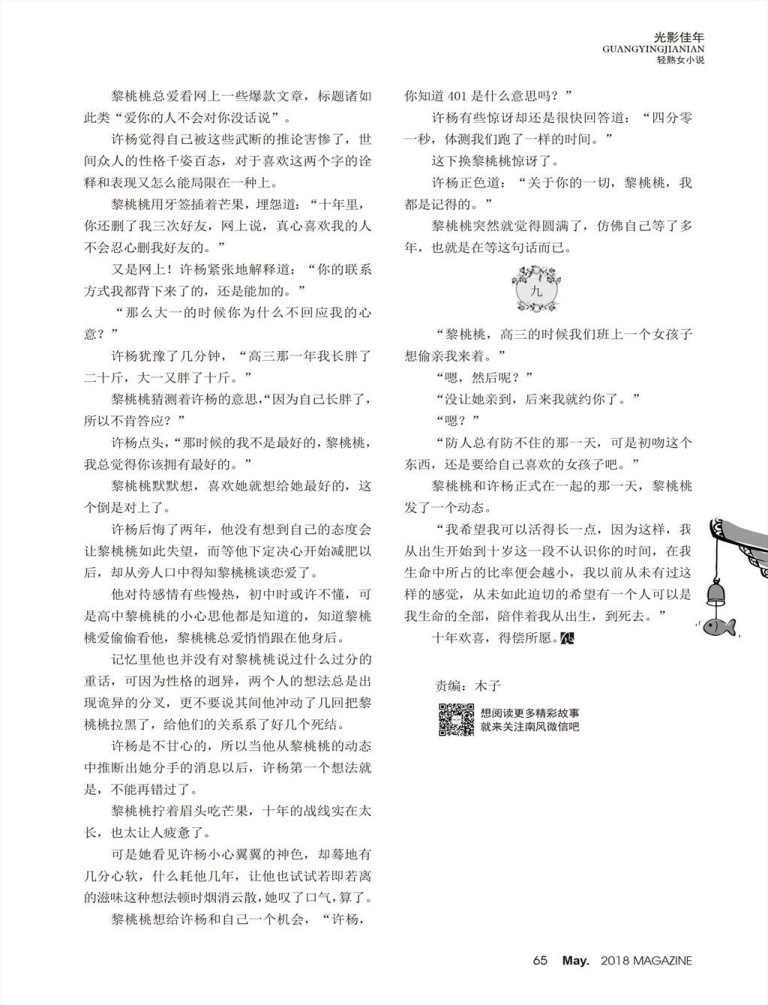 光影佳年
GUANGYINGJIANIAN
轻熟女小说
黎桃桃总爱看网上一些爆款文章，标题诸如
此类“爱你的人不会对你没话说”。
许杨觉得自己被这些武断的推论害惨了，世
间众人的性格千姿百态，对于喜欢这两个字的诠
释和表现又怎么能局限在一种上。
黎桃桃用牙签插着芒果，埋怨道：“十年里，
你还删了我三次好友，网上说，真心喜欢我的人
不会忍心删我好友的。”
又是网上！许杨紧张地解释道：“你的联系
方式我都背下来了的，还是能加的。”
“那么大一的时候你为什么不回应我的心
意？”
许杨犹豫了几分钟，“高三那一年我长胖了
二十斤，大一又胖了十斤。”
黎桃桃猜测着许杨的意思，“因为自己长胖了，
所以不肯答应？”
许杨点头，“那时候的我不是最好的，黎桃桃，
我总觉得你该拥有最好的。”
黎桃桃默默想，喜欢她就想给她最好的，这
个倒是对上了。
许杨后悔了两年，他没有想到自己的态度会
让黎桃桃如此失望，而等他下定决心开始减肥以
后，却从旁人口中得知黎桃桃谈恋爱了。
他对待感情有些慢热，初中时或许不懂，可
是高中黎桃桃的小心思他都是知道的，知道黎桃
桃爱偷偷看他，黎桃桃总爱悄悄跟在他身后。
记忆里他也并没有对黎桃桃说过什么过分的
重话，可因为性格的迥异，两个人的想法总是出
现诡异的分叉，更不要说其间他冲动了几回把黎
桃桃拉黑了，给他们的关系系了好几个死结。
许杨是不甘心的，所以当他从黎桃桃的动态
中推断出她分手的消息以后，许杨第一个想法就
是，不能再错过了。
黎桃桃拧着眉头吃芒果，十年的战线实在太
长，也太让人疲惫了。
可是她看见许杨小心翼翼的神色，却蓦地有
几分心软，什么耗他几年，让他也试试若即若离
的滋味这种想法顿时烟消云散，她叹了口气，算了。
黎桃桃想给许杨和自己一个机会，“许杨，
你知道 401 是什么意思吗？”
许杨有些惊讶却还是很快回答道：“四分零
一秒，体测我们跑了一样的时间。”
这下换黎桃桃惊讶了。
许杨正色道：“关于你的一切，黎桃桃，我
都是记得的。”
黎桃桃突然就觉得圆满了，仿佛自己等了多
年，也就是在等这句话而已。
九
“黎桃桃，高三的时候我们班上一个女孩子
想偷亲我来着。”
“嗯，然后呢？”
“没让她亲到，后来我就约你了。”
“嗯？”
“防人总有防不住的那一天，可是初吻这个
东西，还是要给自己喜欢的女孩子吧。”
黎桃桃和许杨正式在一起的那一天，黎桃桃
发了一个动态。
“我希望我可以活得长一点，因为这样，我
从出生开始到十岁这一段不认识你的时间，在我
生命中所占的比率便会越小，我以前从未有过这
样的感觉，从未如此迫切的希望有一个人可以是
我生命的全部，陪伴着我从出生，到死去。”
十年欢喜，得偿所愿。
责编：木子
想阅读更多精彩故事
就来关注南风微信吧
65 May. 2018 MAGAZINE